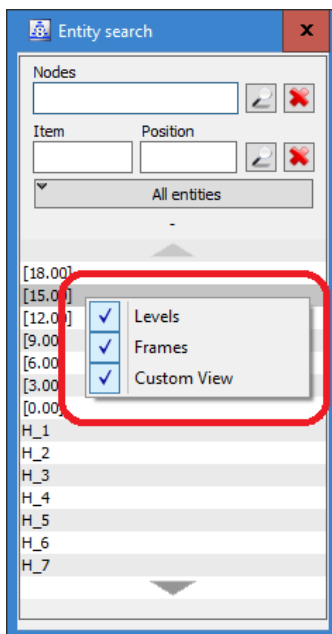 Entity search
Nodes
Item Position
All entities
-
[18.00]
[15.00]
[12.00]
[9.00]
[6.00]
[3.00]
[0.00]
Levels
Frames
Custom View
H_1
H_2
H_3
H_4
H_5
H_6
H_7